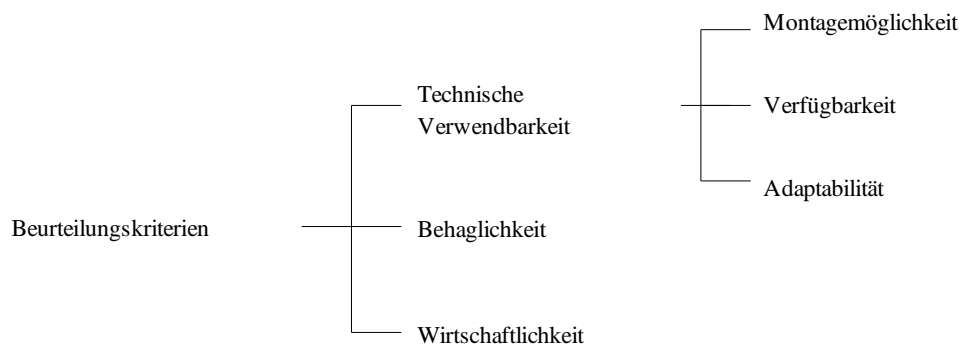 Montagemöglichkeit
Technische
Verwendbarkeit
Verfügbarkeit
Adaptabilität
Beurteilungskriterien
Behaglichkeit
Wirtschaftlichkeit